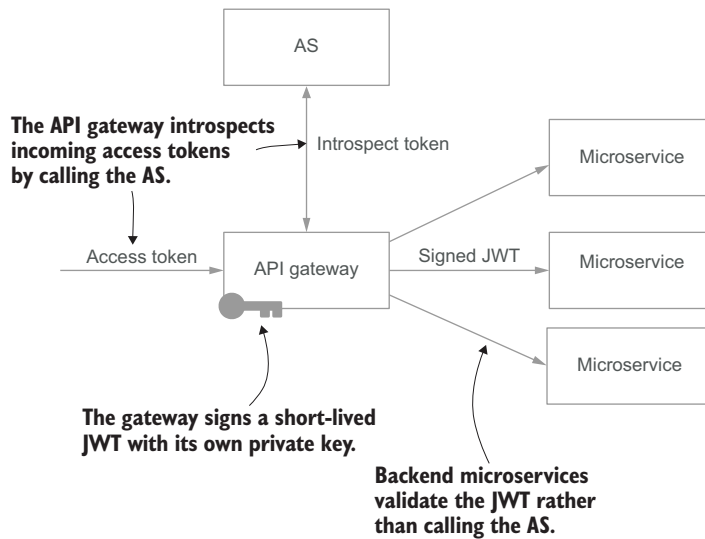 AS
The API gateway introspects
incoming access tokens
by calling the AS.
Introspect token
Microservice
Access token
API gateway
Signed JWT
Microservice
Microservice
The gateway signs a short-lived
JWT with its own private key.
Backend microservices
validate the JWT rather
than calling the AS.